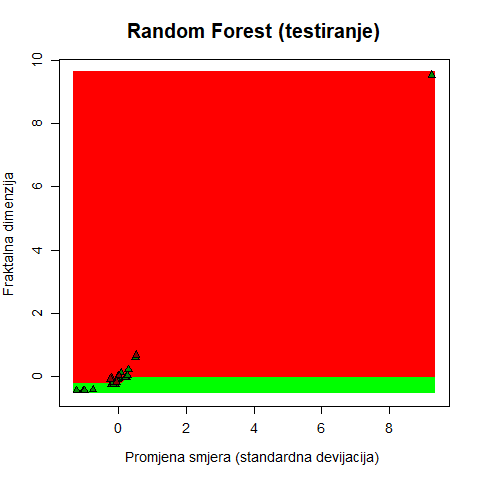 Random Forest (testiranje)
Fraktalna dimenzija
10
8
6
4
2
0
0 2 4 6 8
Promjena smjera (standardna devijacija)